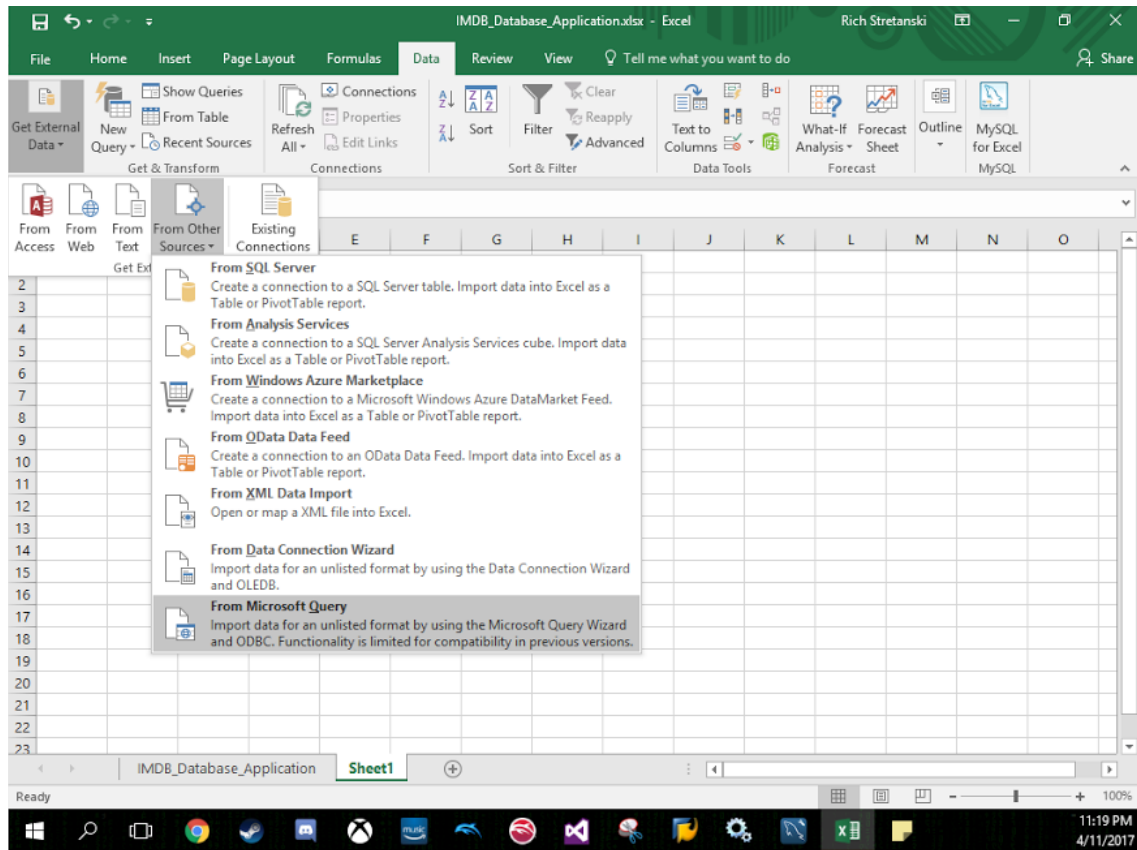 IMDB_Database_Application.xlsx - Excel
Rich Stretanski
File Home Insert Page Layout Formulas Data Review View Tell me what you want to do Share
Get External Data
New Query
Show Queries
From Table
Recent Sources
Get & Transform
Refresh All
Connections
Properties
Edit Links
Connections
Sort
Filter
Clear
Reapply
Advanced
Sort & Filter
Text to Columns
Data Tools
What-If Analysis
Forecast Sheet
Forecast
Outline
MySQL for Excel
MySQL
From Access
From Web
From Text
From Other Sources
Existing Connections
Get Ext
E F G H I J K L M N O
From SQL Server
Create a connection to a SQL Server table. Import data into Excel as a
Table or PivotTable report.
From Analysis Services
Create a connection to a SQL Server Analysis Services cube. Import data
into Excel as a Table or PivotTable report.
From Windows Azure Marketplace
Create a connection to a Microsoft Windows Azure DataMarket Feed.
Import data into Excel as a Table or PivotTable report.
From OData Data Feed
Create a connection to an OData Data Feed. Import data into Excel as a
Table or PivotTable report.
From XML Data Import
Open or map a XML file into Excel.
From Data Connection Wizard
Import data for an unlisted format by using the Data Connection Wizard
and OLEDB.
From Microsoft Query
Import data for an unlisted format by using the Microsoft Query Wizard
and ODBC. Functionality is limited for compatibility in previous versions.
2
3
4
5
6
7
8
9
10
11
12
13
14
15
16
17
18
19
20
21
22
23
IMDB_Database_Application Sheet1
Ready
100%
music
11:19 PM
4/11/2017